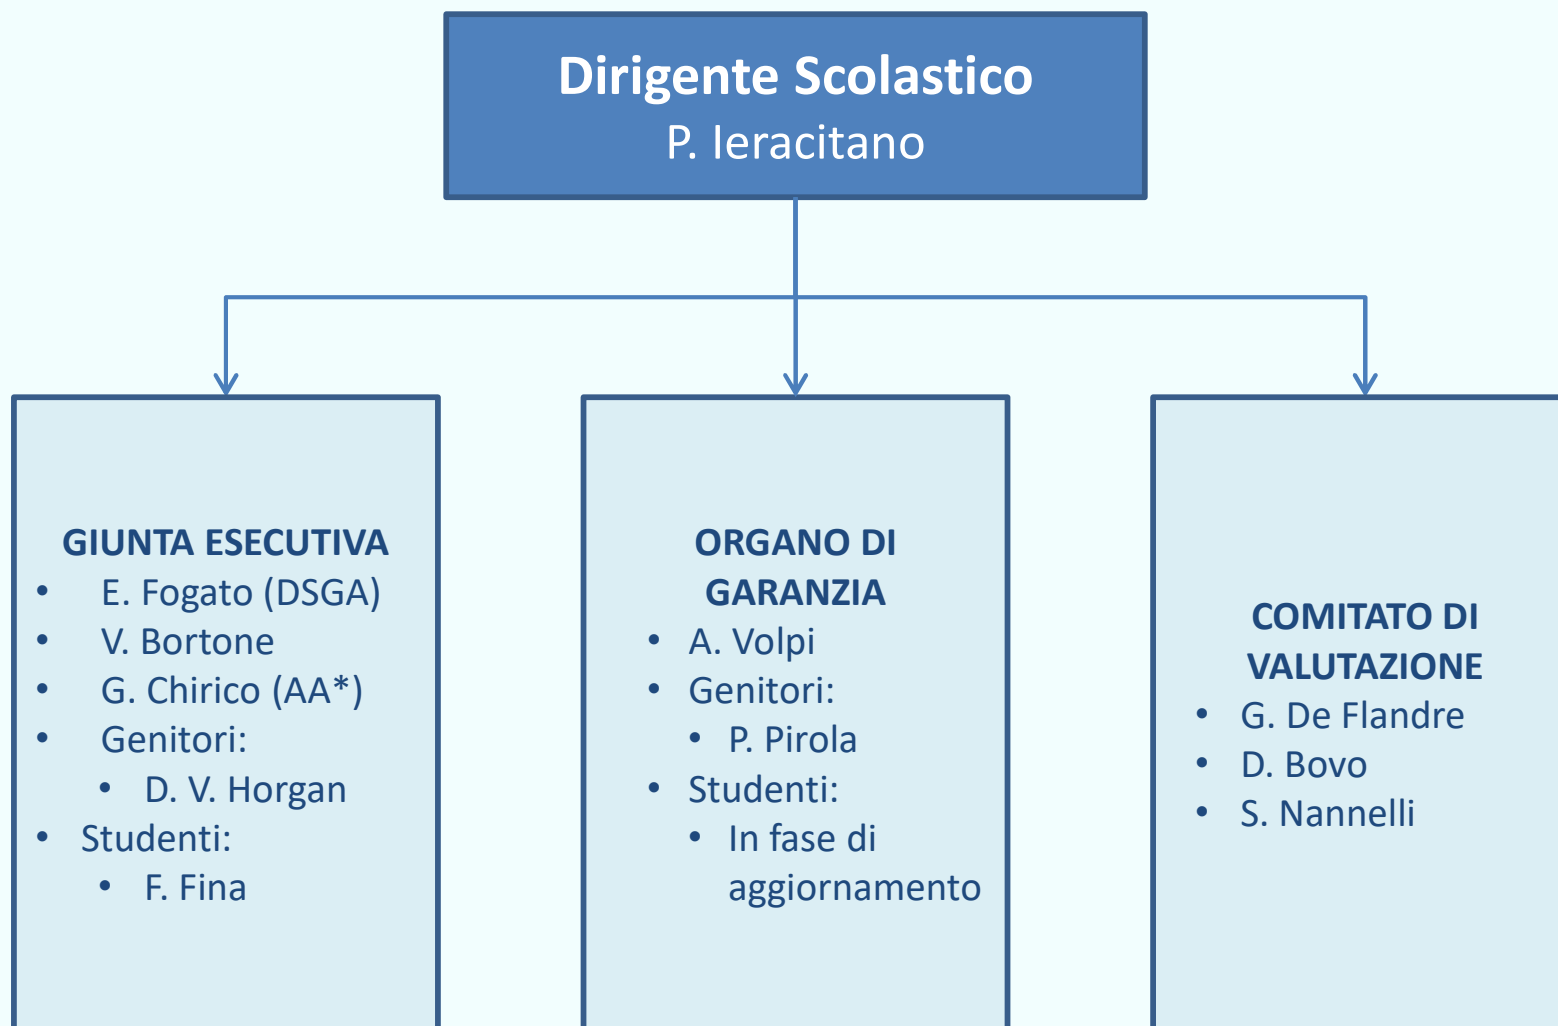 Dirigente Scolastico
P. Ieracitano
GIUNTA ESECUTIVA
• E. Fogato (DSGA)
• V. Bortone
• G. Chirico (AA*)
• Genitori:
• D. V. Horgan
• Studenti:
• F. Fina
ORGANO DI
GARANZIA
• A. Volpi
• Genitori:
• P. Pirola
• Studenti:
• In fase di
aggiornamento
COMITATO DI
VALUTAZIONE
• G. De Flandre
• D. Bovo
• S. Nannelli